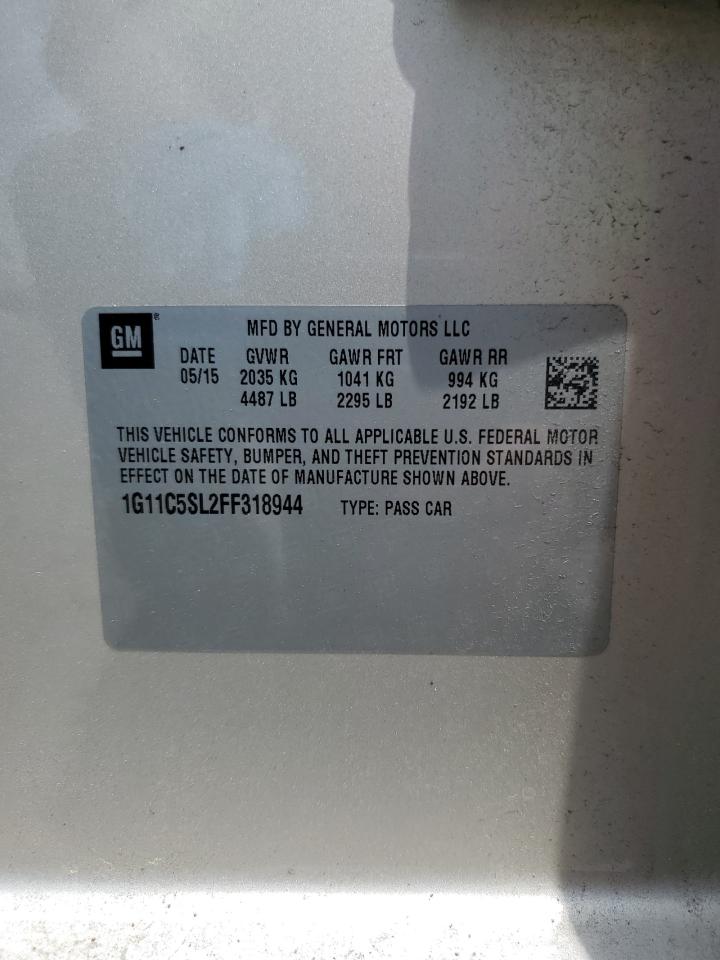 GM®
MFD BY GENERAL MOTORS LLC
DATE GVWR GAWR FRT GAWR RR
05/15 2035 KG 1041 KG 994 KG
4487 LB 2295 LB 2192 LB
THIS VEHICLE CONFORMS TO ALL APPLICABLE U.S. FEDERAL MOTOR
VEHICLE SAFETY, BUMPER, AND THEFT PREVENTION STANDARDS IN
EFFECT ON THE DATE OF MANUFACTURE SHOWN ABOVE.
1G11C5SL2FF318944 TYPE: PASS CAR